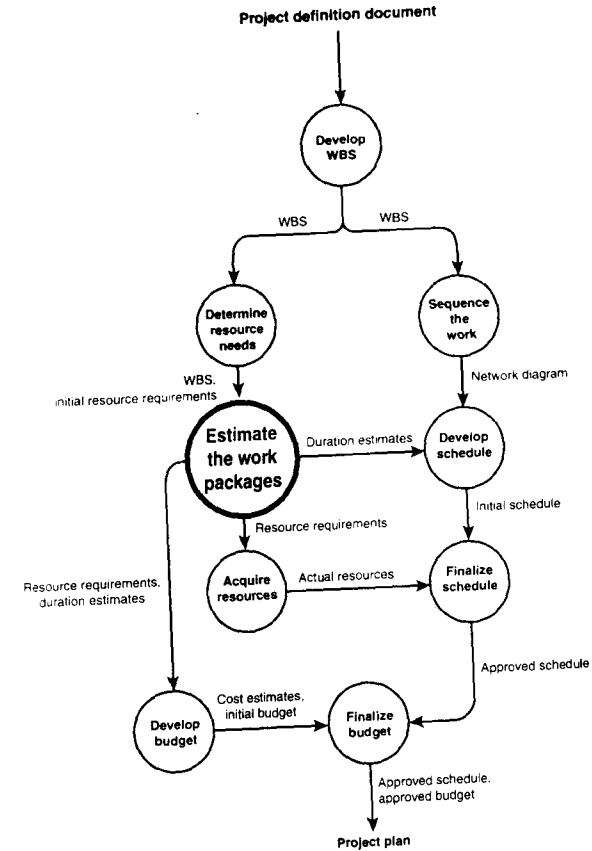 Project definition document
Develop
WBS
WBS
WBS
Determine
resource
needs
Sequence
the
work
WBS.
initial resource requirements
Network diagram
Estimate
the work
packages
Duration estimates
Develop
schedule
Resource requirements
Initial schedule
Acquire
resources
Actual resources
Finalize
schedule
Resource requirements.
duration estimates
Approved schedule
Develop
budget
Cost estimates,
initial budget
Finalize
budget
Approved schedule.
approved budget
Project plan